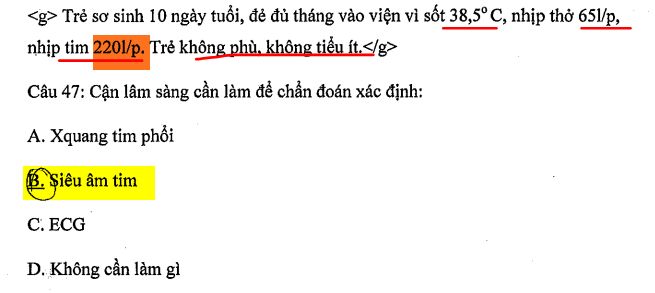 <g> Trẻ sơ sinh 10 ngày tuổi, đẻ đủ tháng vào viện vì sốt 38,5⁰ C, nhịp thở 65l/p,
nhịp tim 220l/p. Trẻ không phù, không tiểu ít.</g>
Câu 47: Cận lâm sàng cần làm để chẩn đoán xác định:
A. Xquang tim phổi
B. Siêu âm tim
C. ECG
D. Không cần làm gì